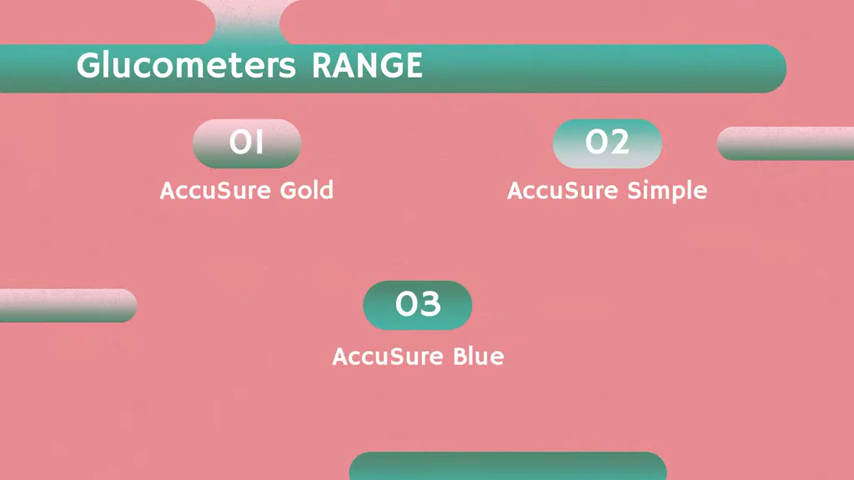 Glucometers RANGE
01
AccuSure Gold
02
AccuSure Simple
03
AccuSure Blue